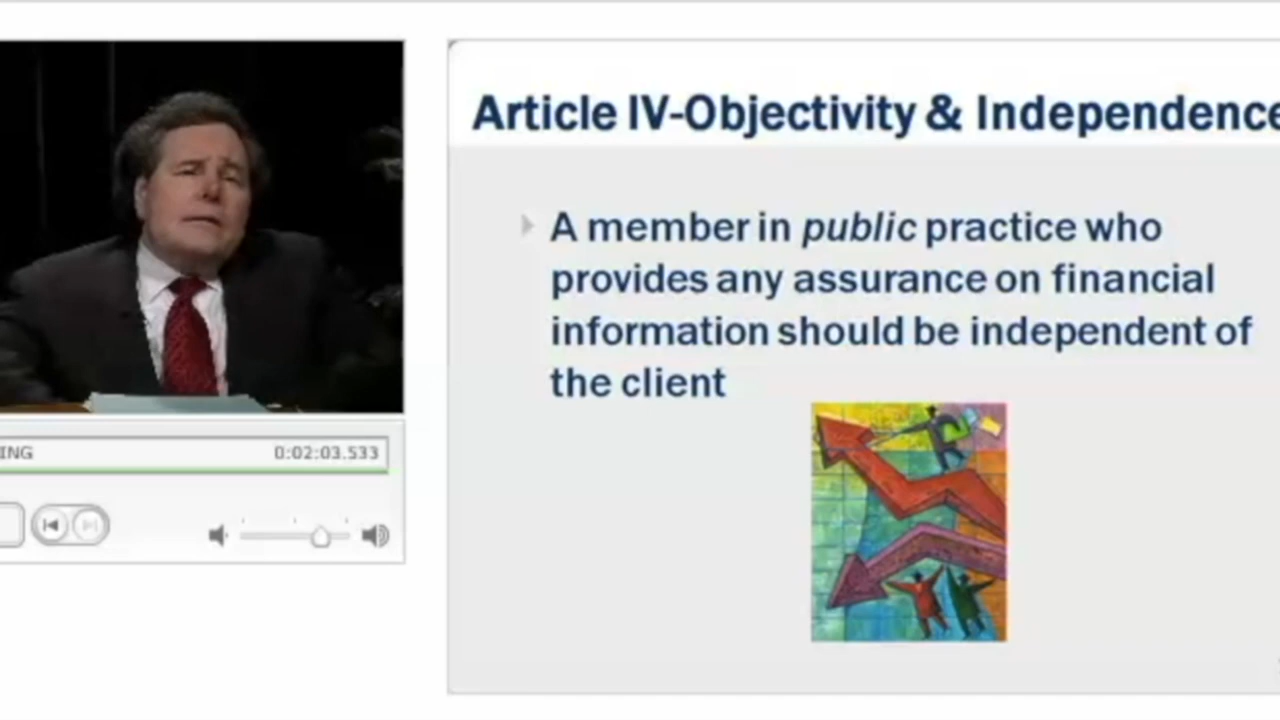 Article IV-Objectivity & Independence
A member in public practice who
provides any assurance on financial
information should be independent of
the client
ING
0:02:03.533